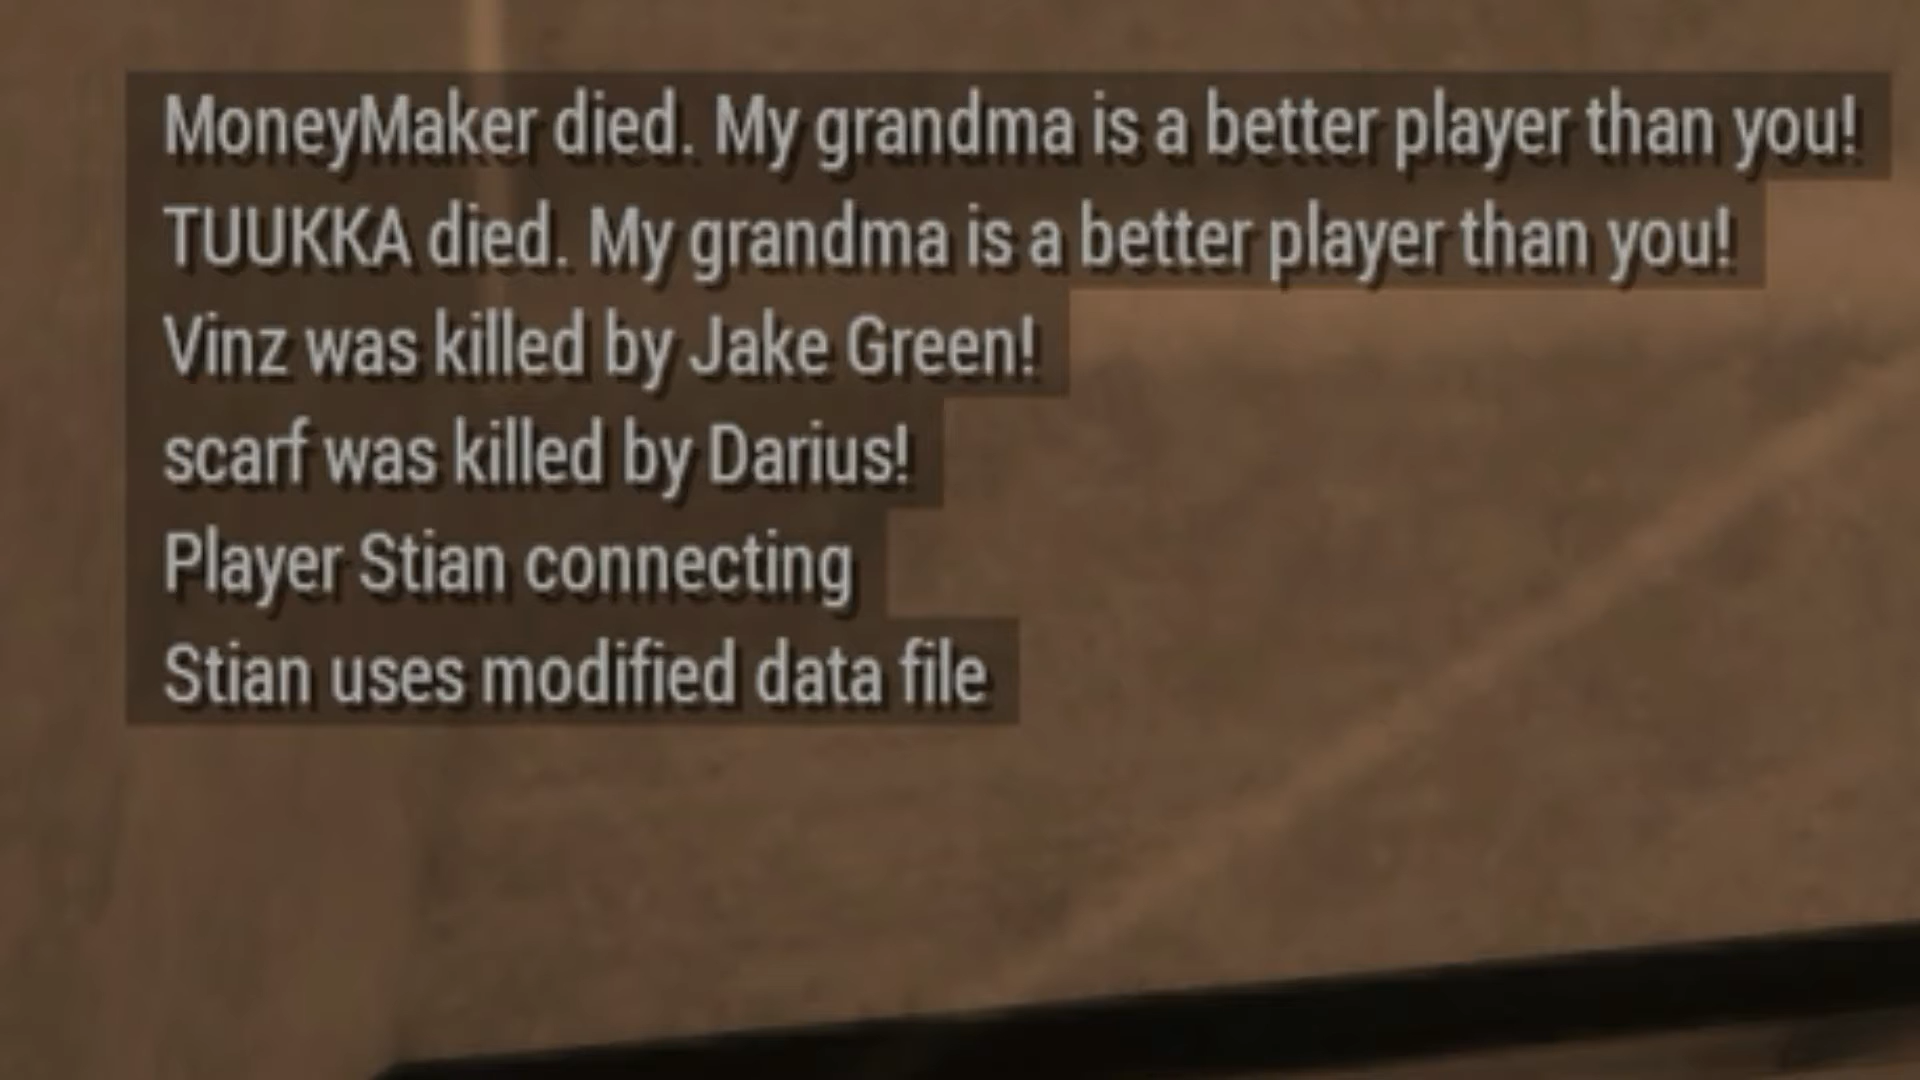 MoneyMaker died. My grandma is a better player than you!
TUUKKA died. My grandma is a better player than you!
Vinz was killed by Jake Green!
scarf was killed by Darius!
Player Stian connecting
Stian uses modified data file